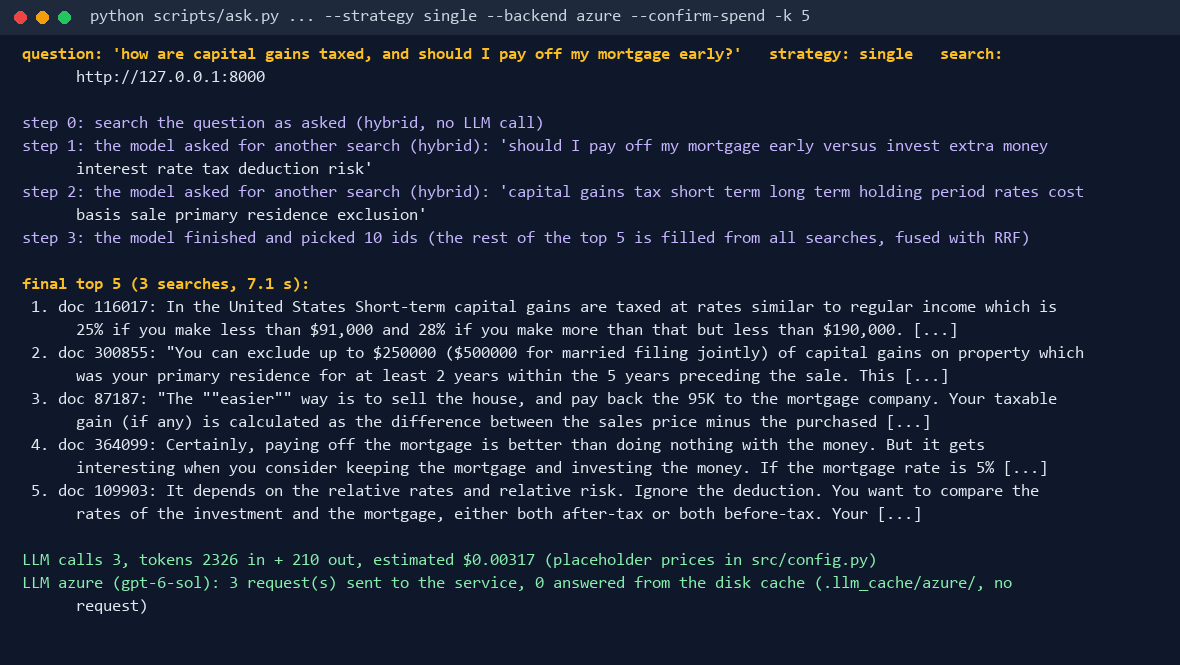 python scripts/ask.py ... --strategy single --backend azure --confirm-spend -k 5
question: 'how are capital gains taxed, and should I pay off my mortgage early?'   strategy: single   search:
http://127.0.0.1:8000
step 0: search the question as asked (hybrid, no LLM call)
step 1: the model asked for another search (hybrid): 'should I pay off my mortgage early versus invest extra money
interest rate tax deduction risk'
step 2: the model asked for another search (hybrid): 'capital gains tax short term long term holding period rates cost
basis sale primary residence exclusion'
step 3: the model finished and picked 10 ids (the rest of the top 5 is filled from all searches, fused with RRF)
final top 5 (3 searches, 7.1 s):
1. doc 116017: In the United States Short-term capital gains are taxed at rates similar to regular income which is
25% if you make less than $91,000 and 28% if you make more than that but less than $190,000. [...]
2. doc 300855: "You can exclude up to $250000 ($500000 for married filing jointly) of capital gains on property which
was your primary residence for at least 2 years within the 5 years preceding the sale. This [...]
3. doc 87187: "The ""easier"" way is to sell the house, and pay back the 95K to the mortgage company. Your taxable
gain (if any) is calculated as the difference between the sales price minus the purchased [...]
4. doc 364099: Certainly, paying off the mortgage is better than doing nothing with the money. But it gets
interesting when you consider keeping the mortgage and investing the money. If the mortgage rate is 5% [...]
5. doc 109903: It depends on the relative rates and relative risk. Ignore the deduction. You want to compare the
rates of the investment and the mortgage, either both after-tax or both before-tax. Your [...]
LLM calls 3, tokens 2326 in + 210 out, estimated $0.00317 (placeholder prices in src/config.py)
LLM azure (gpt-6-sol): 3 request(s) sent to the service, 0 answered from the disk cache (.llm_cache/azure/, no
request)